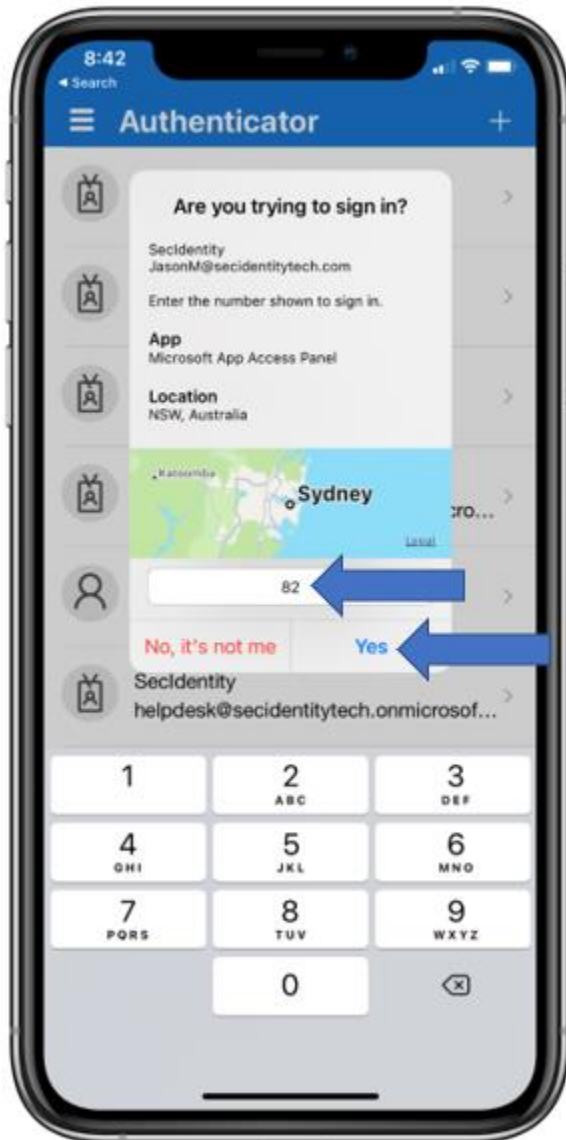 8:42
◀ Search
Authenticator
Are you trying to sign in?
SecIdentity
JasonM@secidentitytech.com
Enter the number shown to sign in.
App
Microsoft App Access Panel
Location
NSW, Australia
Katoomba
Sydney
cro...
Legal
82
No, it's not me
Yes
SecIdentity
helpdesk@secidentitytech.onmicrosof...
1
2
ABC
3
DEF
4
GHI
5
JKL
6
MNO
7
PQRS
8
TUV
9
WXYZ
0